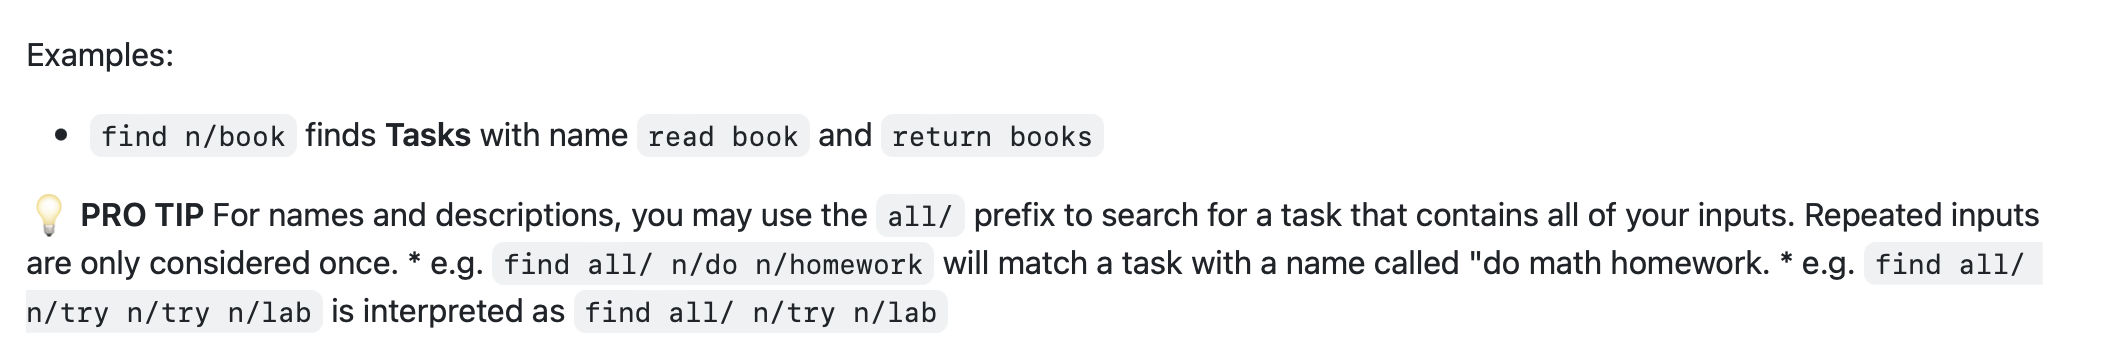 Examples:
• find n/book finds Tasks with name read book and return books
💡 PRO TIP For names and descriptions, you may use the all/ prefix to search for a task that contains all of your inputs. Repeated inputs
are only considered once. * e.g. find all/ n/do n/homework will match a task with a name called "do math homework. * e.g. find all/
n/try n/try n/lab is interpreted as find all/ n/try n/lab